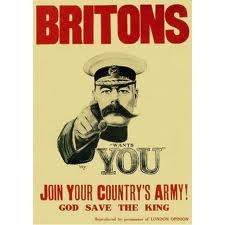 BRITONS
"WANTS
YOU
JOIN YOUR COUNTRY'S ARMY!
GOD SAVE THE KING
Reproduced by permission of LONDON OPINION